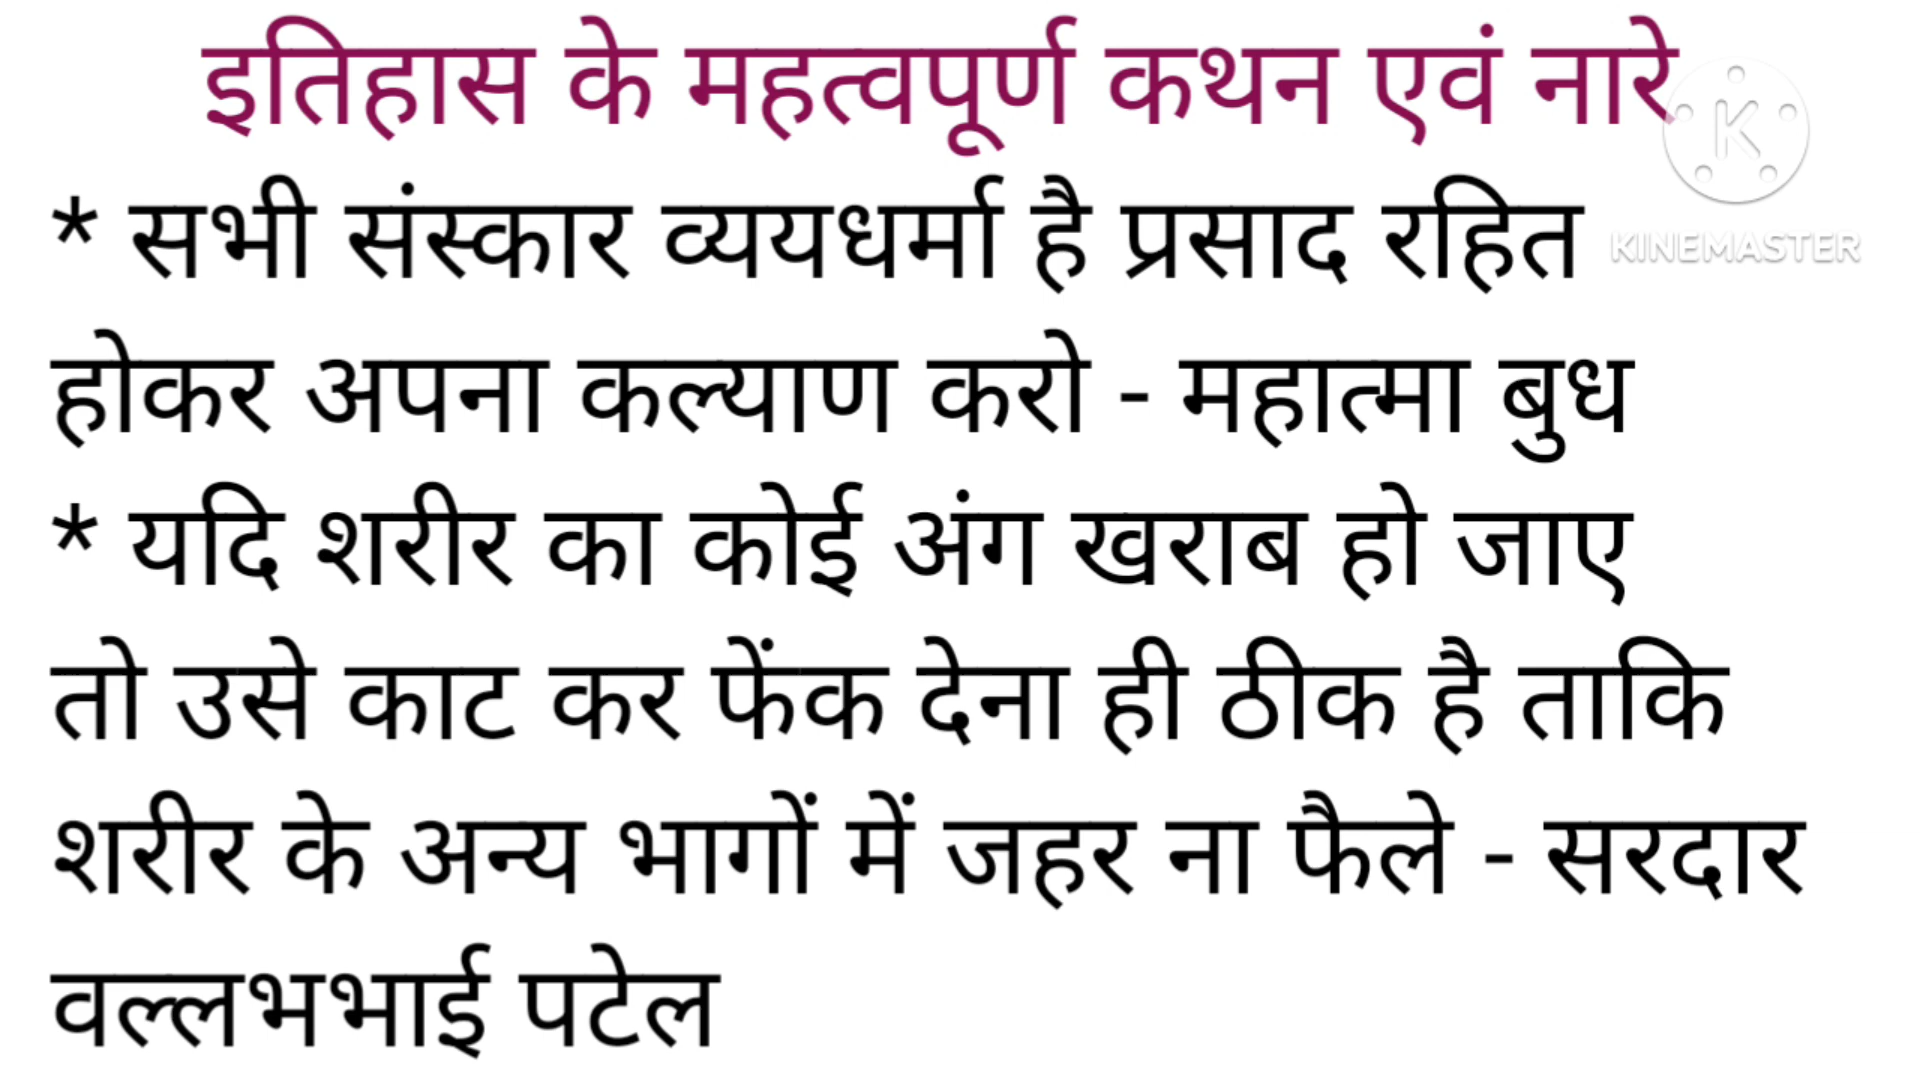 इतिहास के महत्वपूर्ण कथन एवं नारे
K
KINEMASTER
* सभी संस्कार व्ययधर्मा है प्रसाद रहित
होकर अपना कल्याण करो - महात्मा बुध
* यदि शरीर का कोई अंग खराब हो जाए
तो उसे काट कर फेंक देना ही ठीक है ताकि
शरीर के अन्य भागों में जहर ना फैले - सरदार
वल्लभभाई पटेल